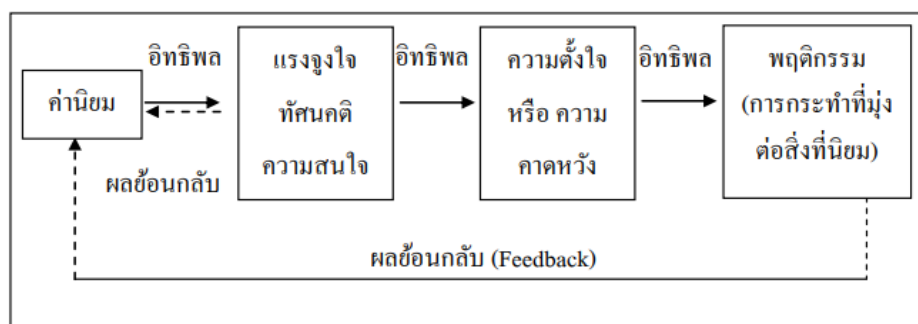 ค่านิยม
อิทธิพล
ผลย้อนกลับ
แรงจูงใจ
ทัศนคติ
ความสนใจ
อิทธิพล
ความตั้งใจ
หรือ ความ
คาดหวัง
อิทธิพล
พฤติกรรม
(การกระทำที่มุ่ง
ต่อสิ่งที่นิยม)
ผลย้อนกลับ (Feedback)